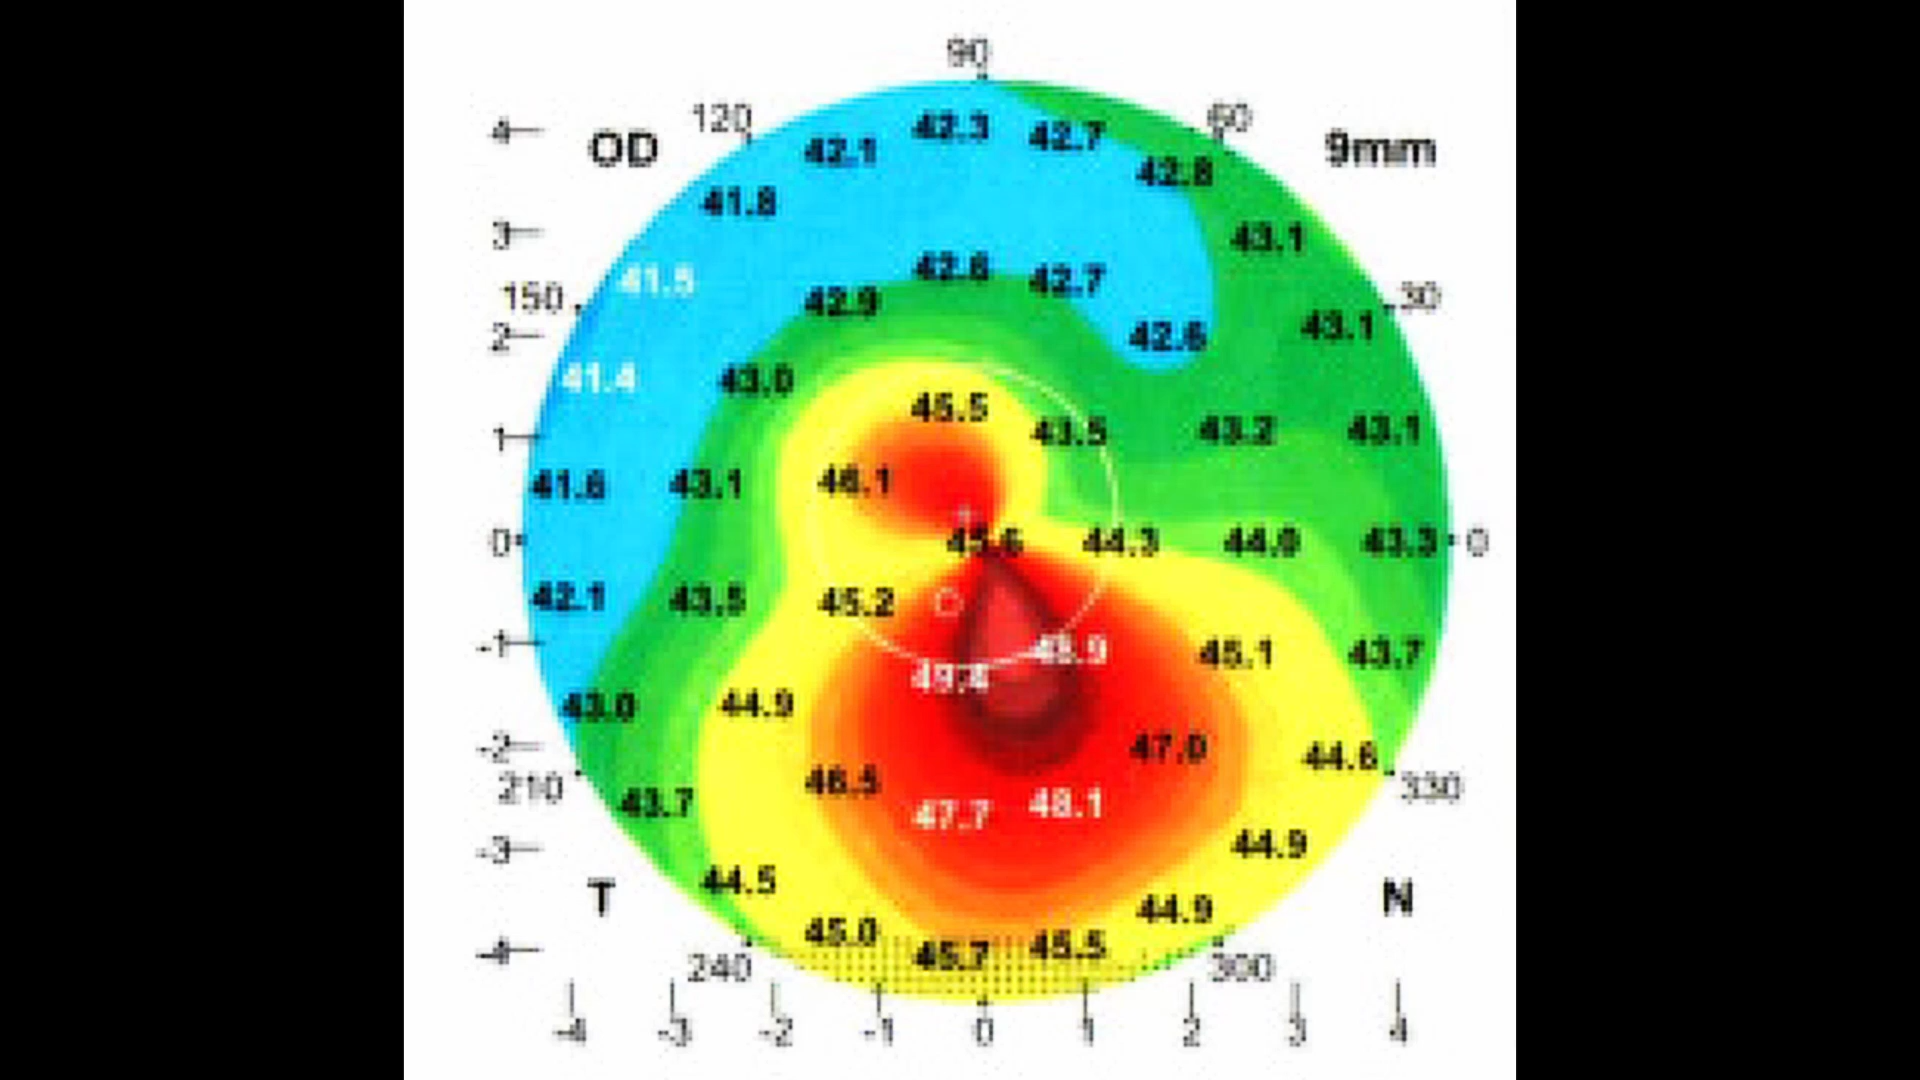 90
120 60
4 OD 9mm
42.1 42.3 42.7
42.8
41.8
3 43.1
42.6 42.7
41.5
150 42.9 30
2 42.6 43.1
41.4 43.0
45.5
1 43.5 43.2 43.1
41.6 43.1 46.1
0 45.6 44.3 44.0 43.3 0
42.1 43.5 45.2
-1 48.9 45.1 43.7
49.4
43.0 44.9
-2 47.0 44.6
210 46.5 330
43.7 47.7 48.1
-3 44.9
T 44.5 N
45.0 44.9
-4 45.7 45.5
240 300
-4 -3 -2 -1 0 1 2 3 4